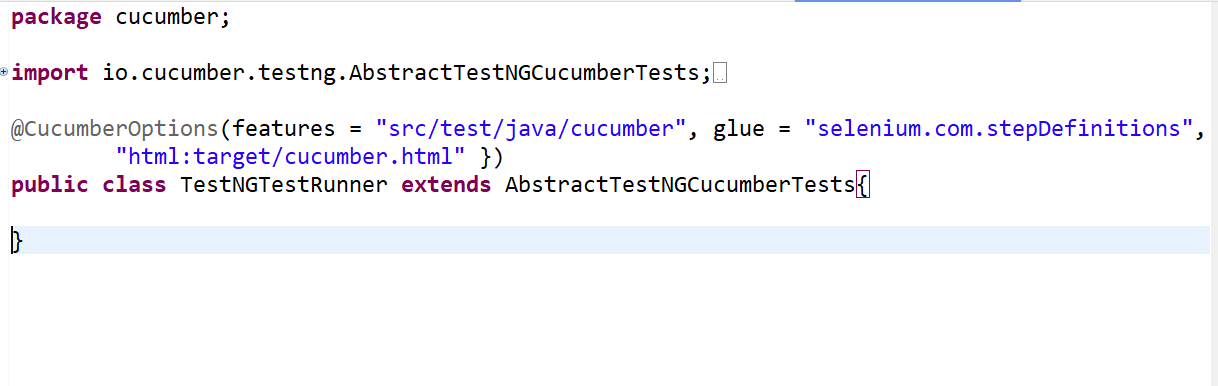 package cucumber;
import io.cucumber.testng.AbstractTestNGCucumberTests;
@CucumberOptions(features = "src/test/java/cucumber", glue = "selenium.com.stepDefinitions",
"html:target/cucumber.html" })
public class TestNGTestRunner extends AbstractTestNGCucumberTests{
}